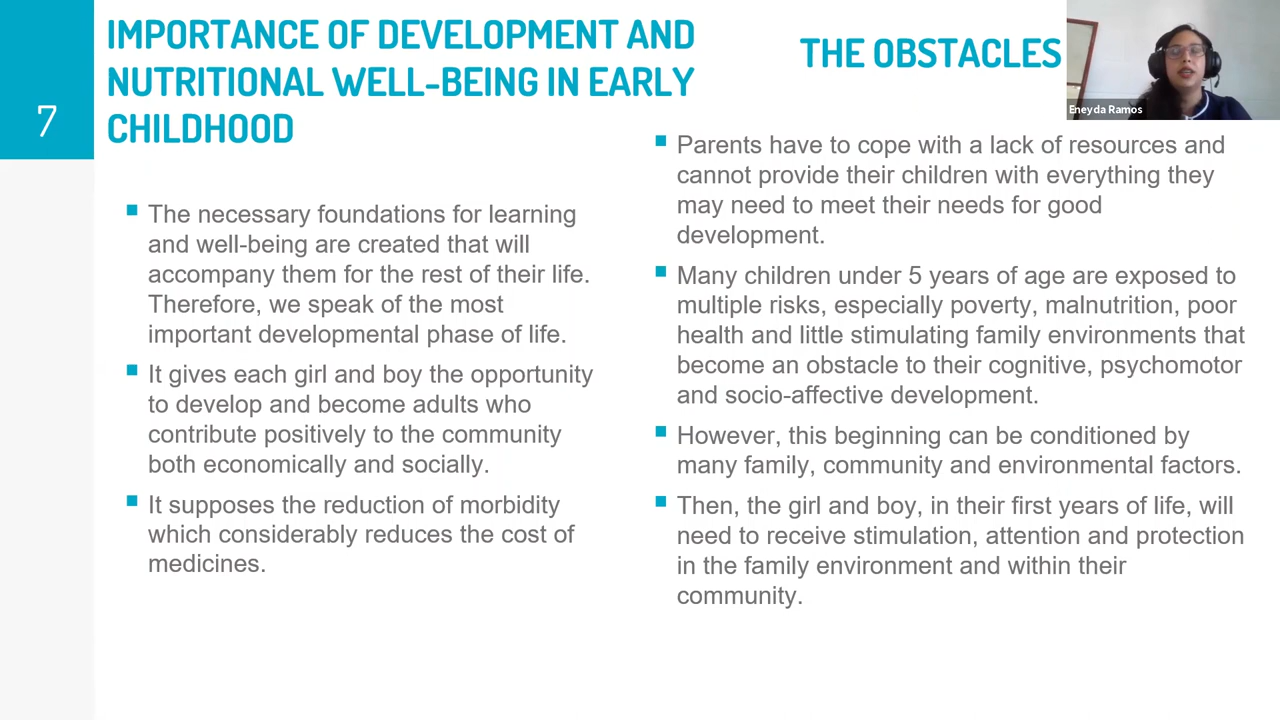 7
IMPORTANCE OF DEVELOPMENT AND
NUTRITIONAL WELL-BEING IN EARLY
CHILDHOOD
The necessary foundations for learning
and well-being are created that will
accompany them for the rest of their life.
Therefore, we speak of the most
important developmental phase of life.
It gives each girl and boy the opportunity
to develop and become adults who
contribute positively to the community
both economically and socially.
It supposes the reduction of morbidity
which considerably reduces the cost of
medicines.
THE OBSTACLES
Eneyda Ramos
Parents have to cope with a lack of resources and
cannot provide their children with everything they
may need to meet their needs for good
development.
Many children under 5 years of age are exposed to
multiple risks, especially poverty, malnutrition, poor
health and little stimulating family environments that
become an obstacle to their cognitive, psychomotor
and socio-affective development.
However, this beginning can be conditioned by
many family, community and environmental factors.
Then, the girl and boy, in their first years of life, will
need to receive stimulation, attention and protection
in the family environment and within their
community.